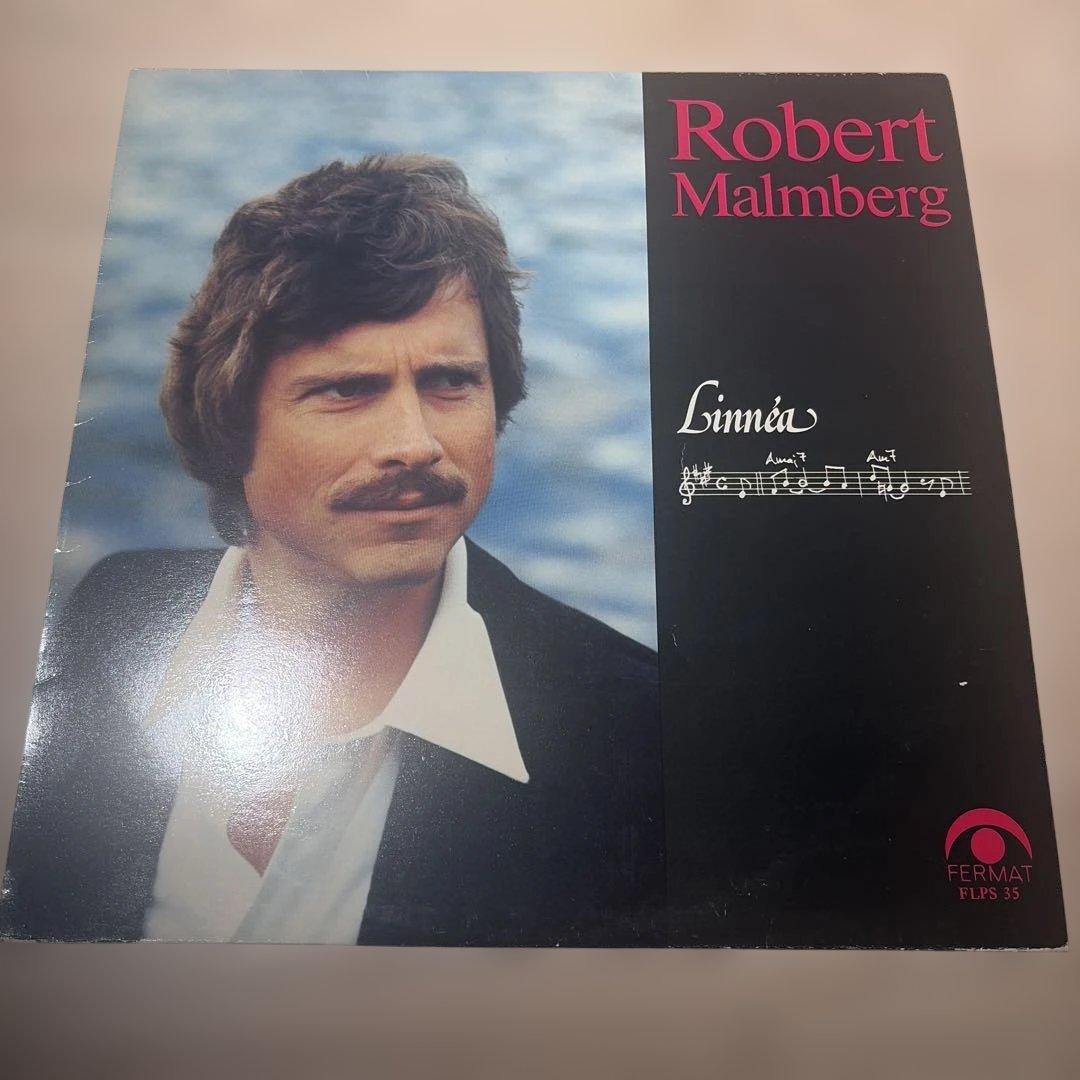 Robert
Malmberg
Linnéa
Amaj7 Am7
FERMAT
FLPS 35